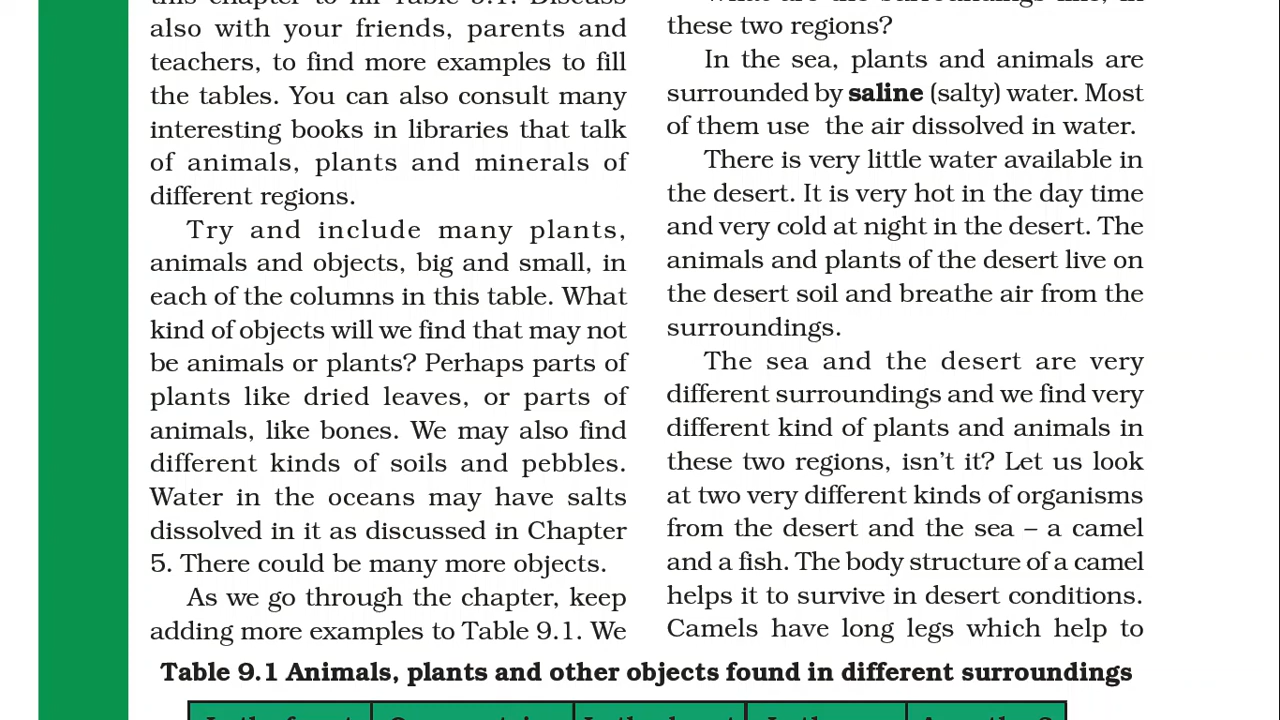 this chapter to fill Table 9.1. Discuss
also with your friends, parents and
teachers, to find more examples to fill
the tables. You can also consult many
interesting books in libraries that talk
of animals, plants and minerals of
different regions.
Try and include many plants,
animals and objects, big and small, in
each of the columns in this table. What
kind of objects will we find that may not
be animals or plants? Perhaps parts of
plants like dried leaves, or parts of
animals, like bones. We may also find
different kinds of soils and pebbles.
Water in the oceans may have salts
dissolved in it as discussed in Chapter
5. There could be many more objects.
As we go through the chapter, keep
adding more examples to Table 9.1. We
these two regions?
In the sea, plants and animals are
surrounded by saline (salty) water. Most
of them use the air dissolved in water.
There is very little water available in
the desert. It is very hot in the day time
and very cold at night in the desert. The
animals and plants of the desert live on
the desert soil and breathe air from the
surroundings.
The sea and the desert are very
different surroundings and we find very
different kind of plants and animals in
these two regions, isn't it? Let us look
at two very different kinds of organisms
from the desert and the sea – a camel
and a fish. The body structure of a camel
helps it to survive in desert conditions.
Camels have long legs which help to
Table 9.1 Animals, plants and other objects found in different surroundings